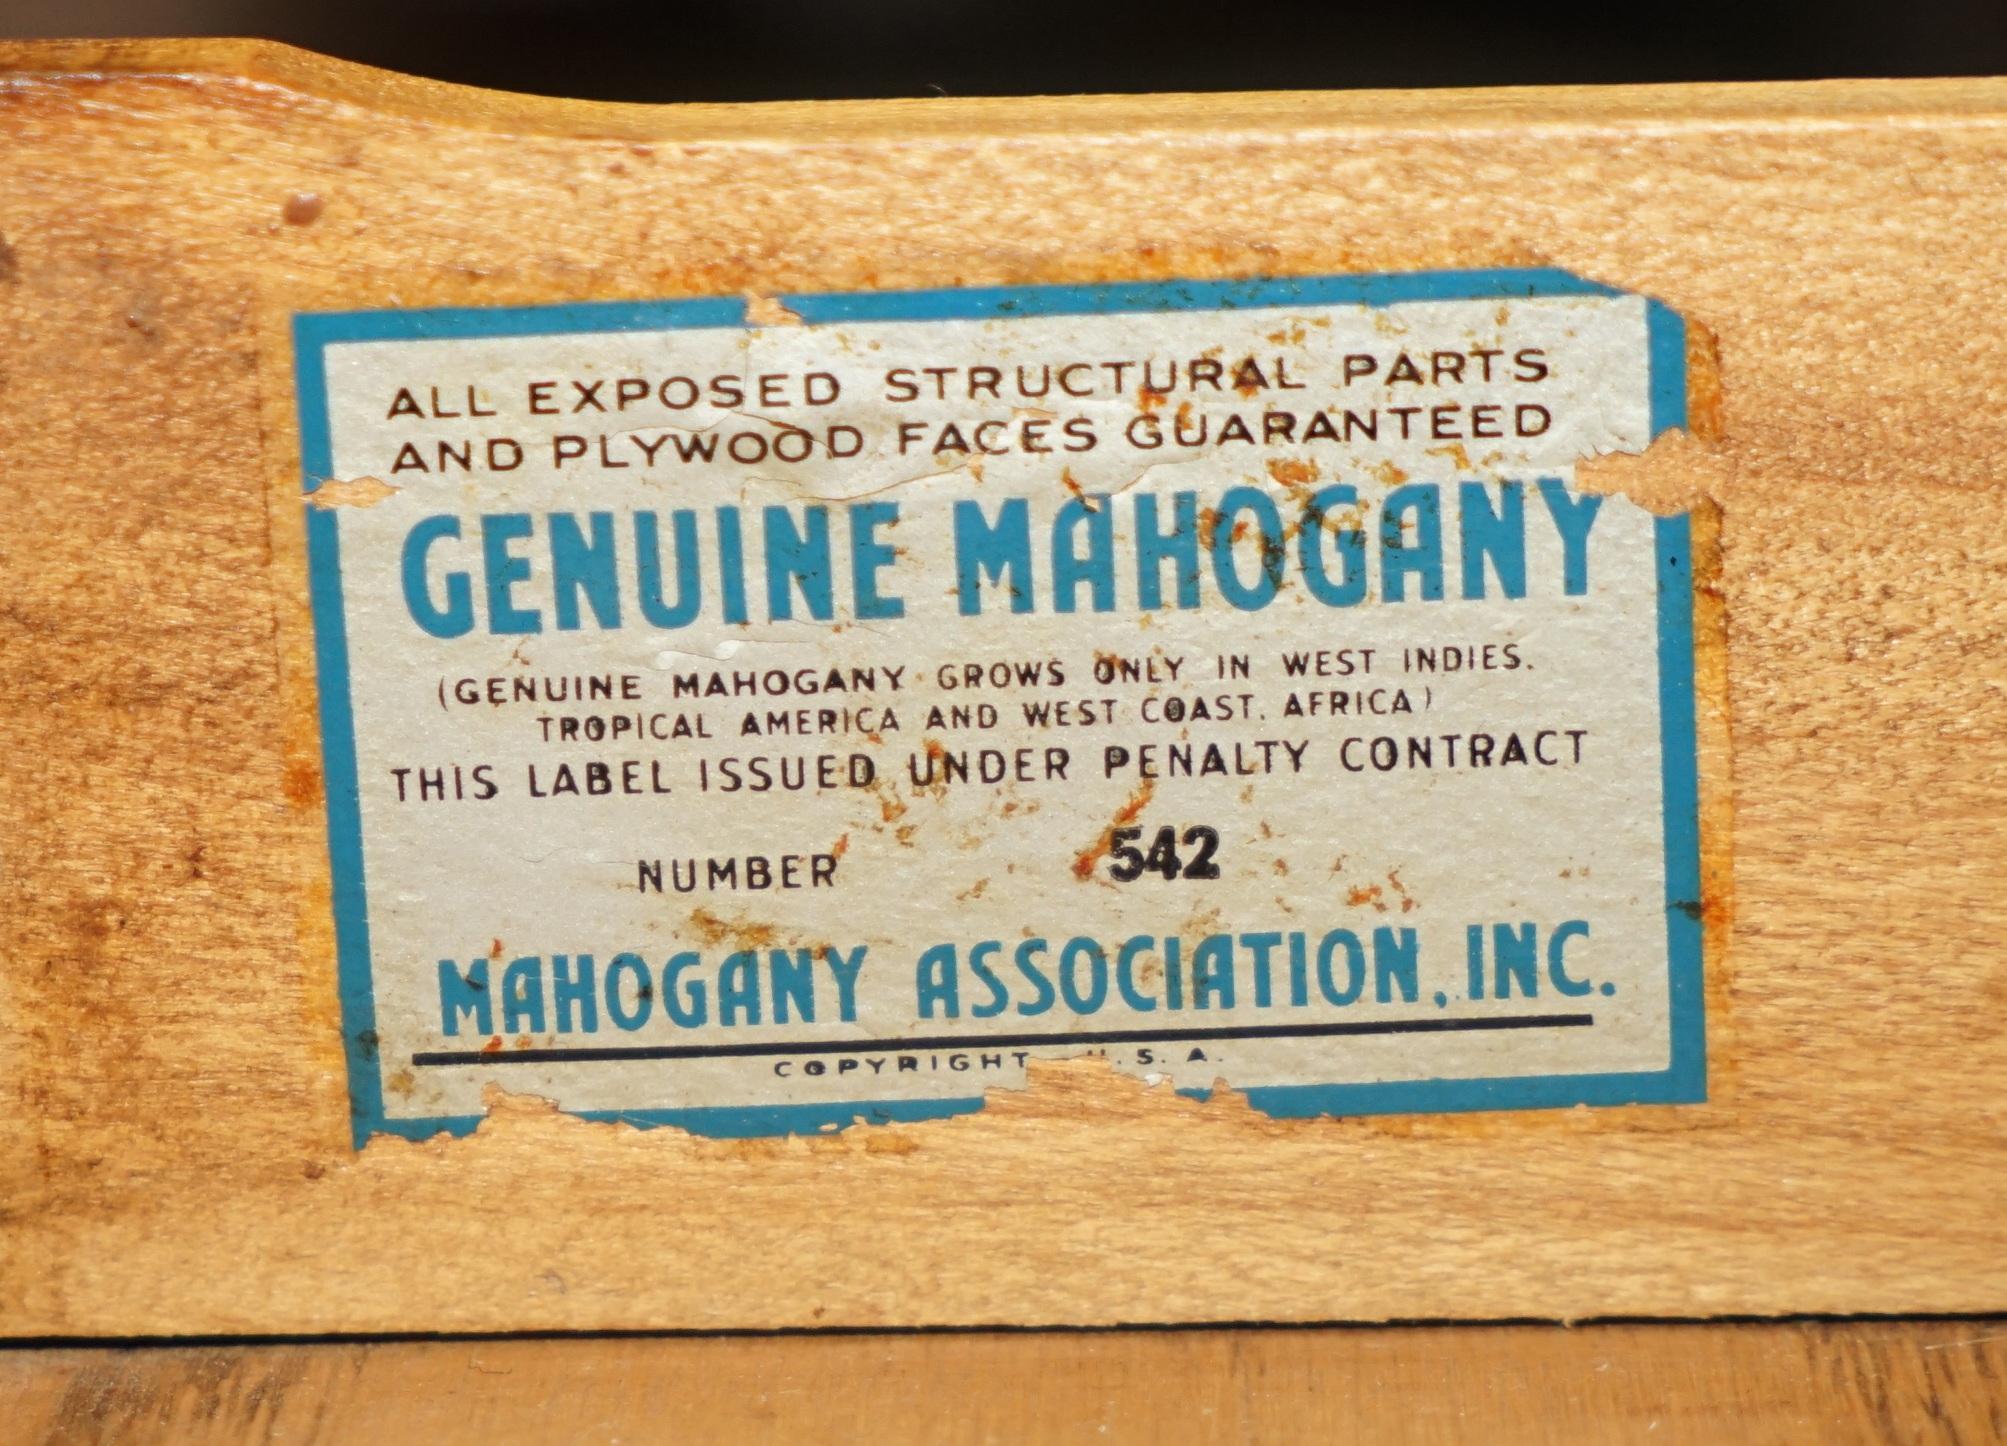 ALL EXPOSED STRUCTURAL PARTS
AND PLYWOOD FACES GUARANTEED
GENUINE MAHOGANY
(GENUINE MAHOGANY GROWS ONLY IN WEST INDIES.
TROPICAL AMERICA AND WEST COAST. AFRICA)
THIS LABEL ISSUED UNDER PENALTY CONTRACT
NUMBER 542
MAHOGANY ASSOCIATION, INC.
COPYRIGHT U.S.A.